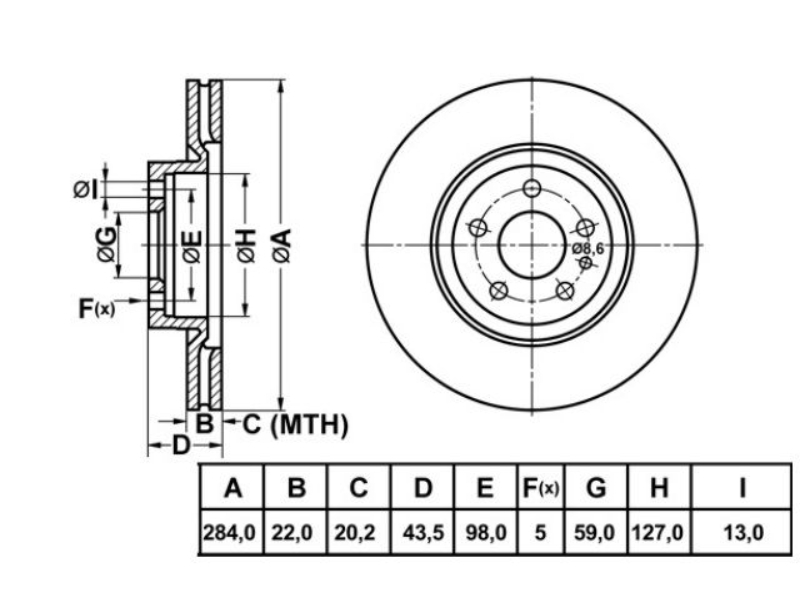 ØI
ØG
ØE
ØH
ØA
F(x)
Ø8,6
B
C (MTH)
D
A B C D E F(x) G H I
284,0 22,0 20,2 43,5 98,0 5 59,0 127,0 13,0